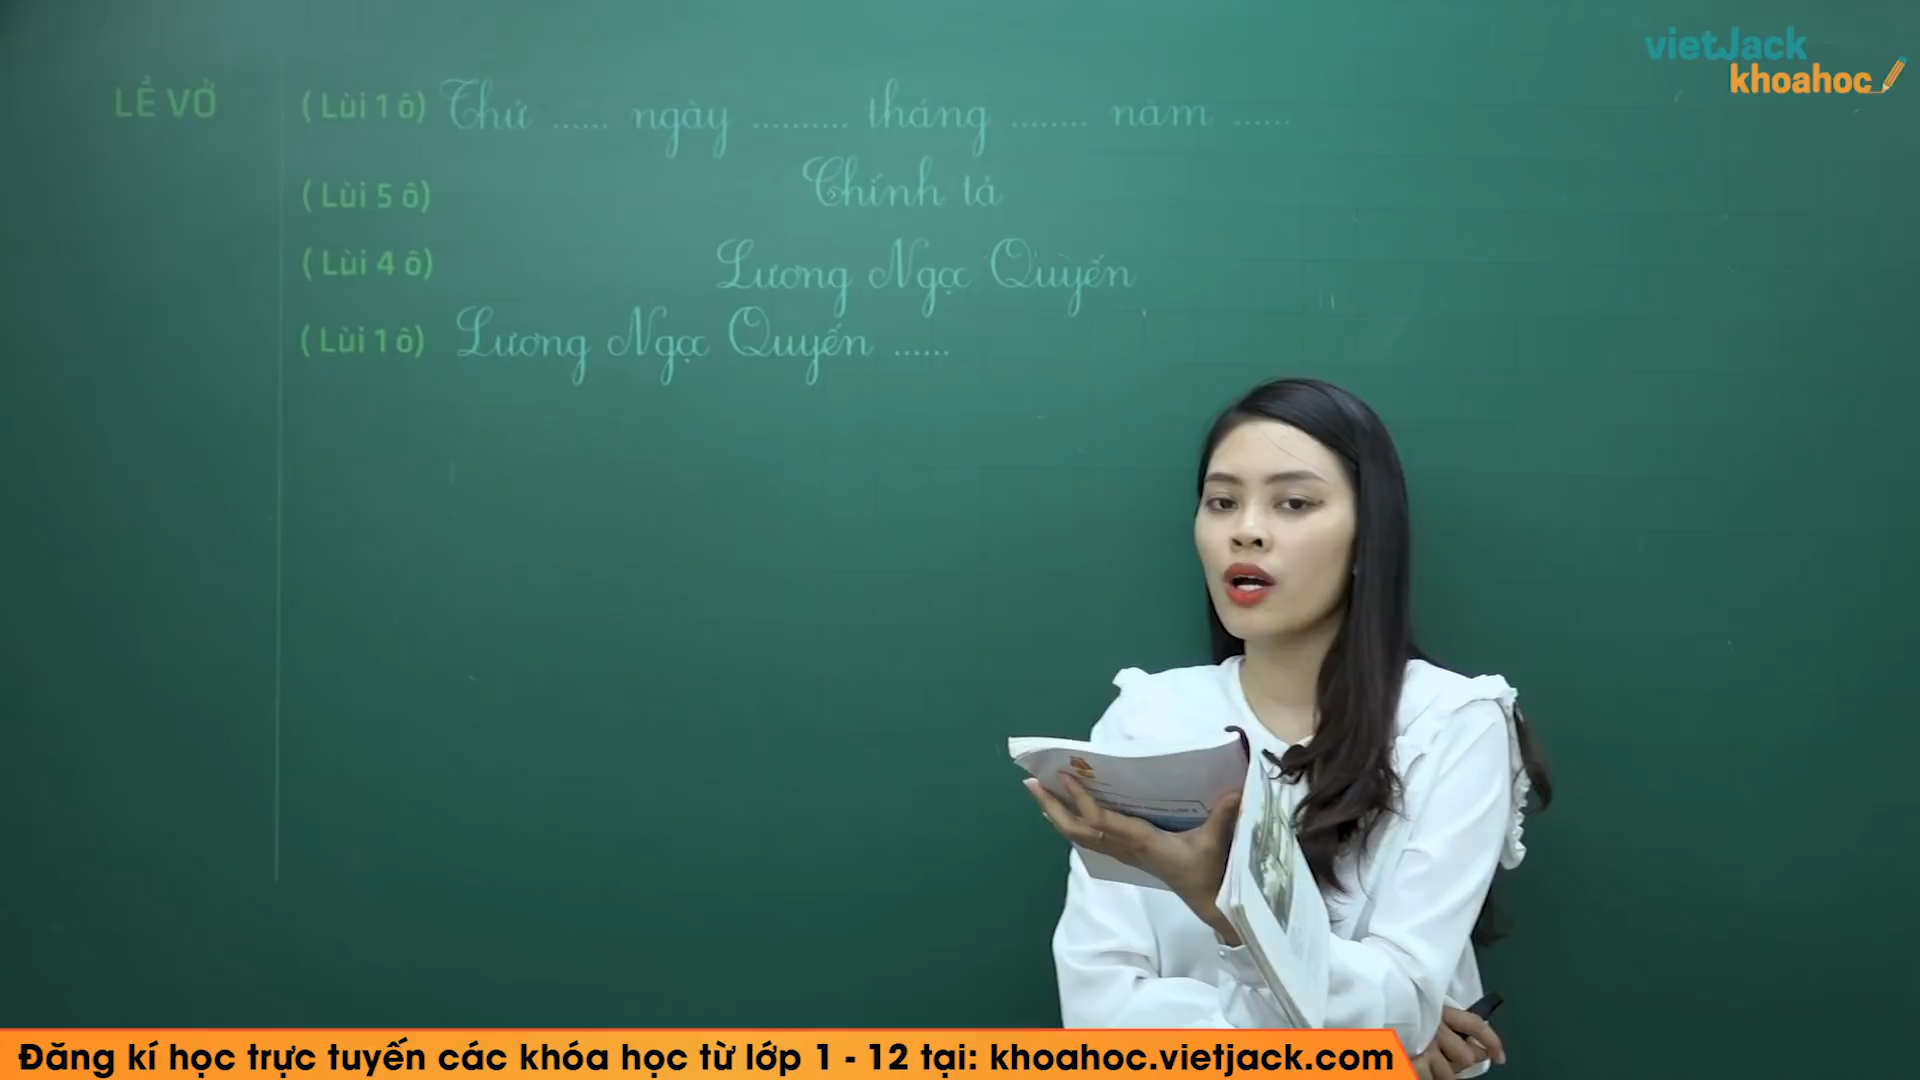 vietJack
khoahoc
LỀ VỞ
( Lùi 1 ô) Thứ ...... ngày .......... tháng ........ năm ......
( Lùi 5 ô) Chính tả
( Lùi 4 ô) Lương Ngọc Quyến
( Lùi 1 ô) Lương Ngọc Quyến ......
Đăng kí học trực tuyến các khóa học từ lớp 1 - 12 tại: khoahoc.vietjack.com